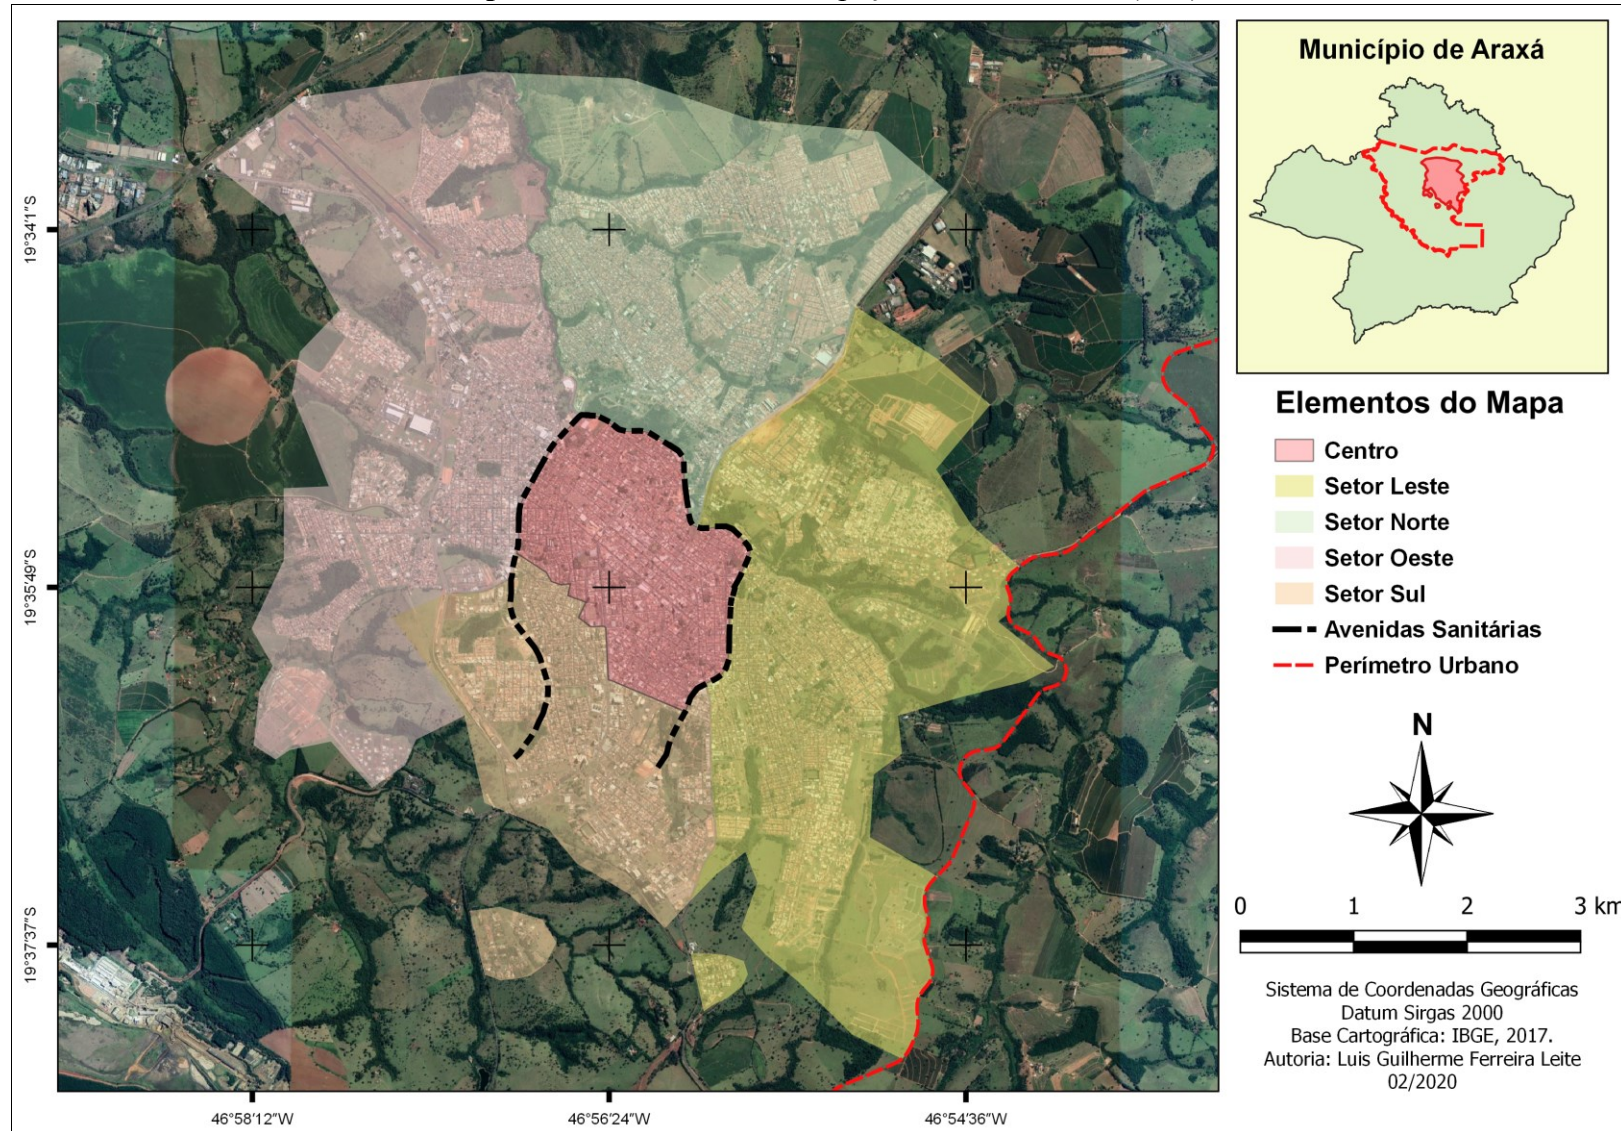 Município de Araxá
Elementos do Mapa
Centro
Setor Leste
Setor Norte
Setor Oeste
Setor Sul
Avenidas Sanitárias
Perímetro Urbano
N
0 1 2 3 km
Sistema de Coordenadas Geográficas
Datum Sirgas 2000
Base Cartográfica: IBGE, 2017.
Autoria: Luis Guilherme Ferreira Leite
02/2020
19°34'1"S
19°35'49"S
19°37'37"S
46°58'12"W 46°56'24"W 46°54'36"W